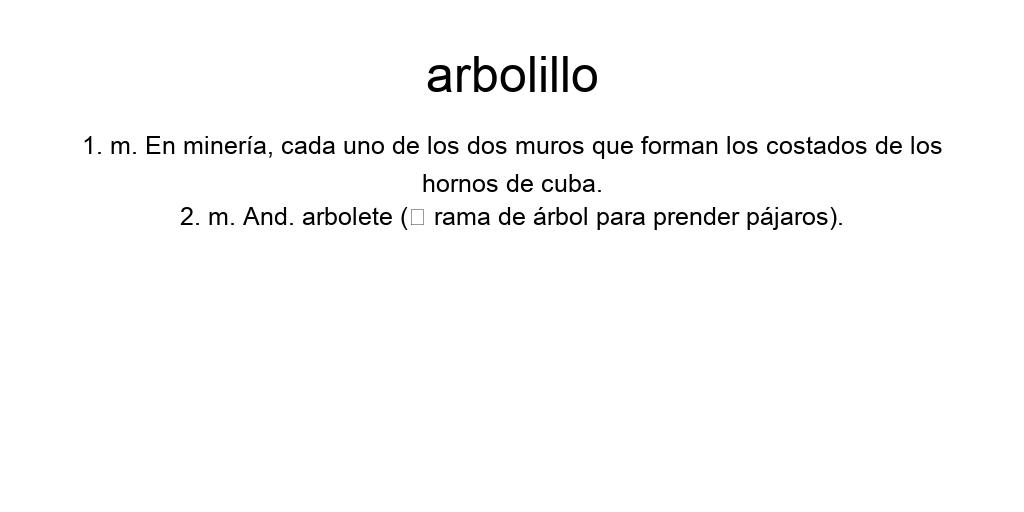 arbolillo
1. m. En minería, cada uno de los dos muros que forman los costados de los
hornos de cuba.
2. m. And. arbolete (□ rama de árbol para prender pájaros).